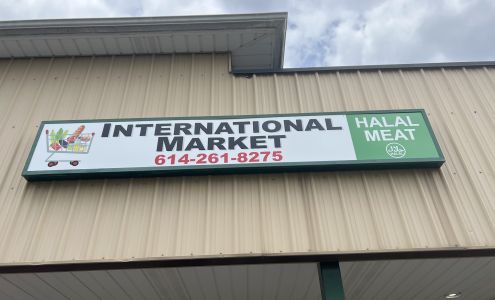 INTERNATIONAL
MARKET
614-261-8275
HALAL
MEAT